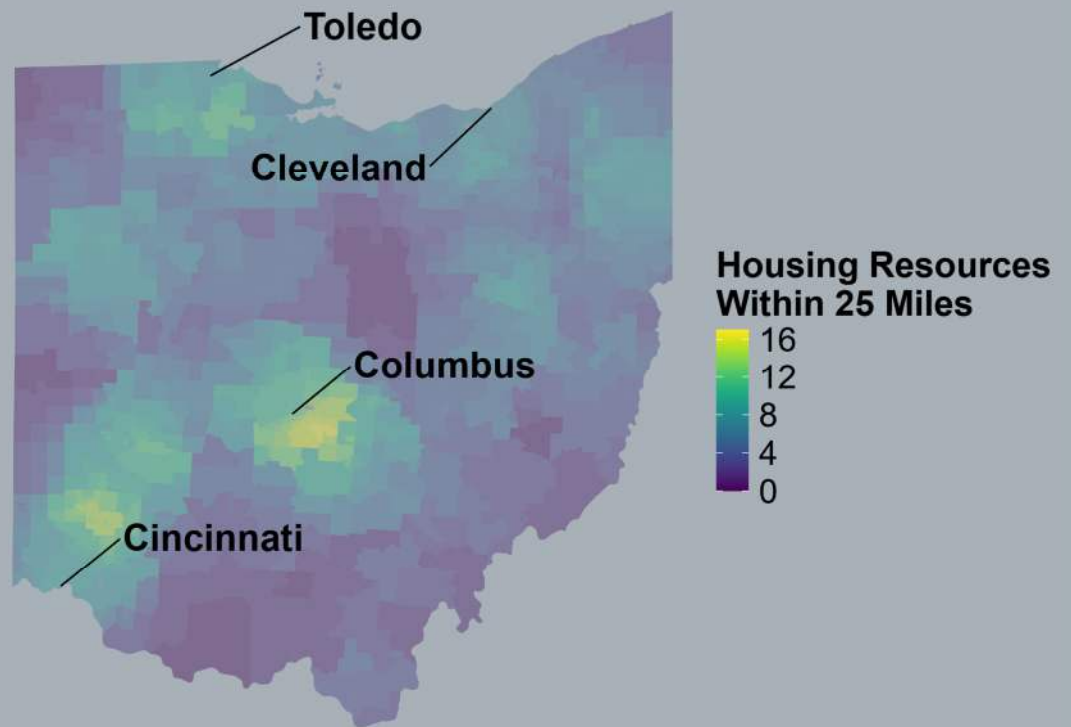 Toledo
Cleveland
Housing Resources
Within 25 Miles
16
12
8
4
0
Columbus
Cincinnati